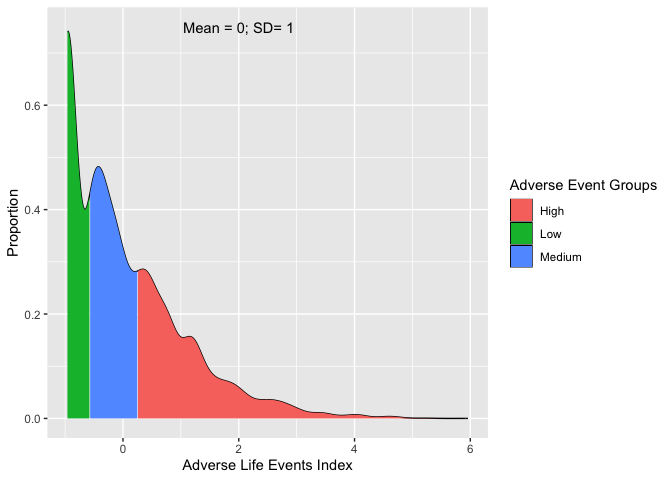 Mean = 0; SD= 1
Proportion
0.6
0.4
0.2
0.0
0
2
4
6
Adverse Life Events Index
Adverse Event Groups
High
Low
Medium